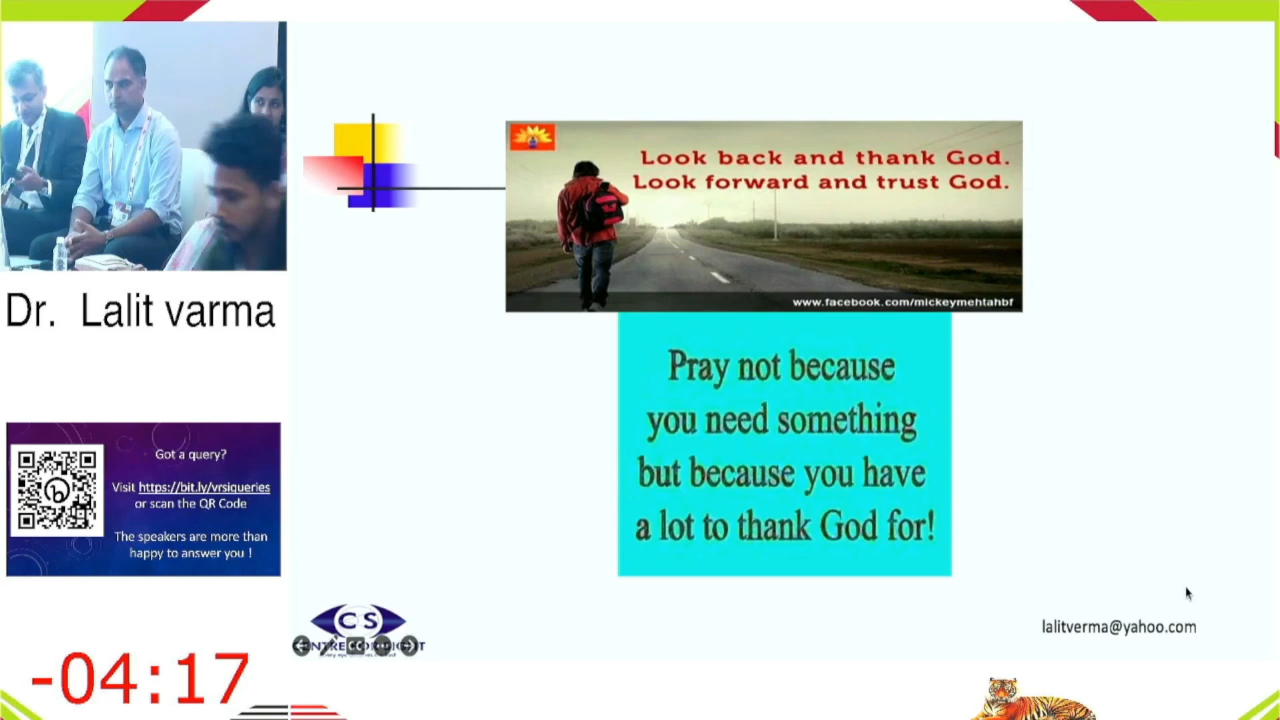 Look back and thank God.
Look forward and trust God.
www.facebook.com/mickeymehtahbf
Dr. Lalit varma
Pray not because
you need something
but because you have
a lot to thank God for!
Got a query?
Visit https://bit.ly/vrsiqueries
or scan the QR Code
The speakers are more than
happy to answer you !
CS
lalitverma@yahoo.com
-04:17